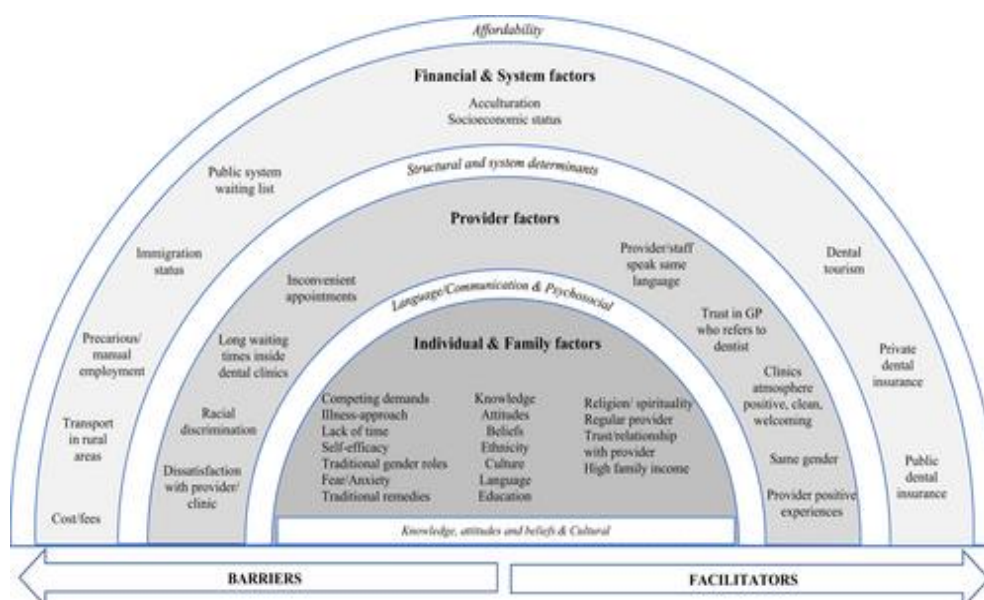 Affordability
Financial & System factors
Acculturation
Socioeconomic status
Public system
waiting list
Immigration
status
Precarious/
manual
employment
Transport
in rural
areas
Cost/fees
Dental
tourism
Private
dental
insurance
Public
dental
insurance
Structural and system determinants
Provider factors
Inconvenient
appointments
Long waiting
times inside
dental clinics
Racial
discrimination
Dissatisfaction
with provider/
clinic
Provider/staff
speak same
language
Trust in GP
who refers to
dentist
Clinics
atmosphere
positive, clean,
welcoming
Same gender
Provider positive
experiences
Language/Communication & Psychosocial
Individual & Family factors
Competing demands
Illness-approach
Lack of time
Self-efficacy
Traditional gender roles
Fear/Anxiety
Traditional remedies
Knowledge
Attitudes
Beliefs
Ethnicity
Culture
Language
Education
Religion/ spirituality
Regular provider
Trust/relationship
with provider
High family income
Knowledge, attitudes and beliefs & Cultural
BARRIERS
FACILITATORS